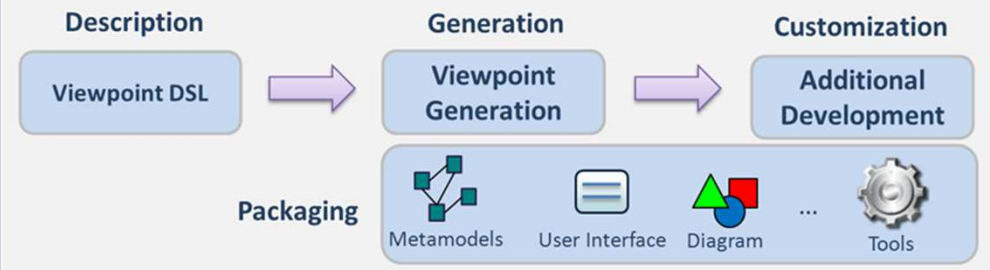 Description
Generation
Customization
Viewpoint DSL
Viewpoint
Generation
Additional
Development
Packaging
Metamodels
User Interface
Diagram
...
Tools